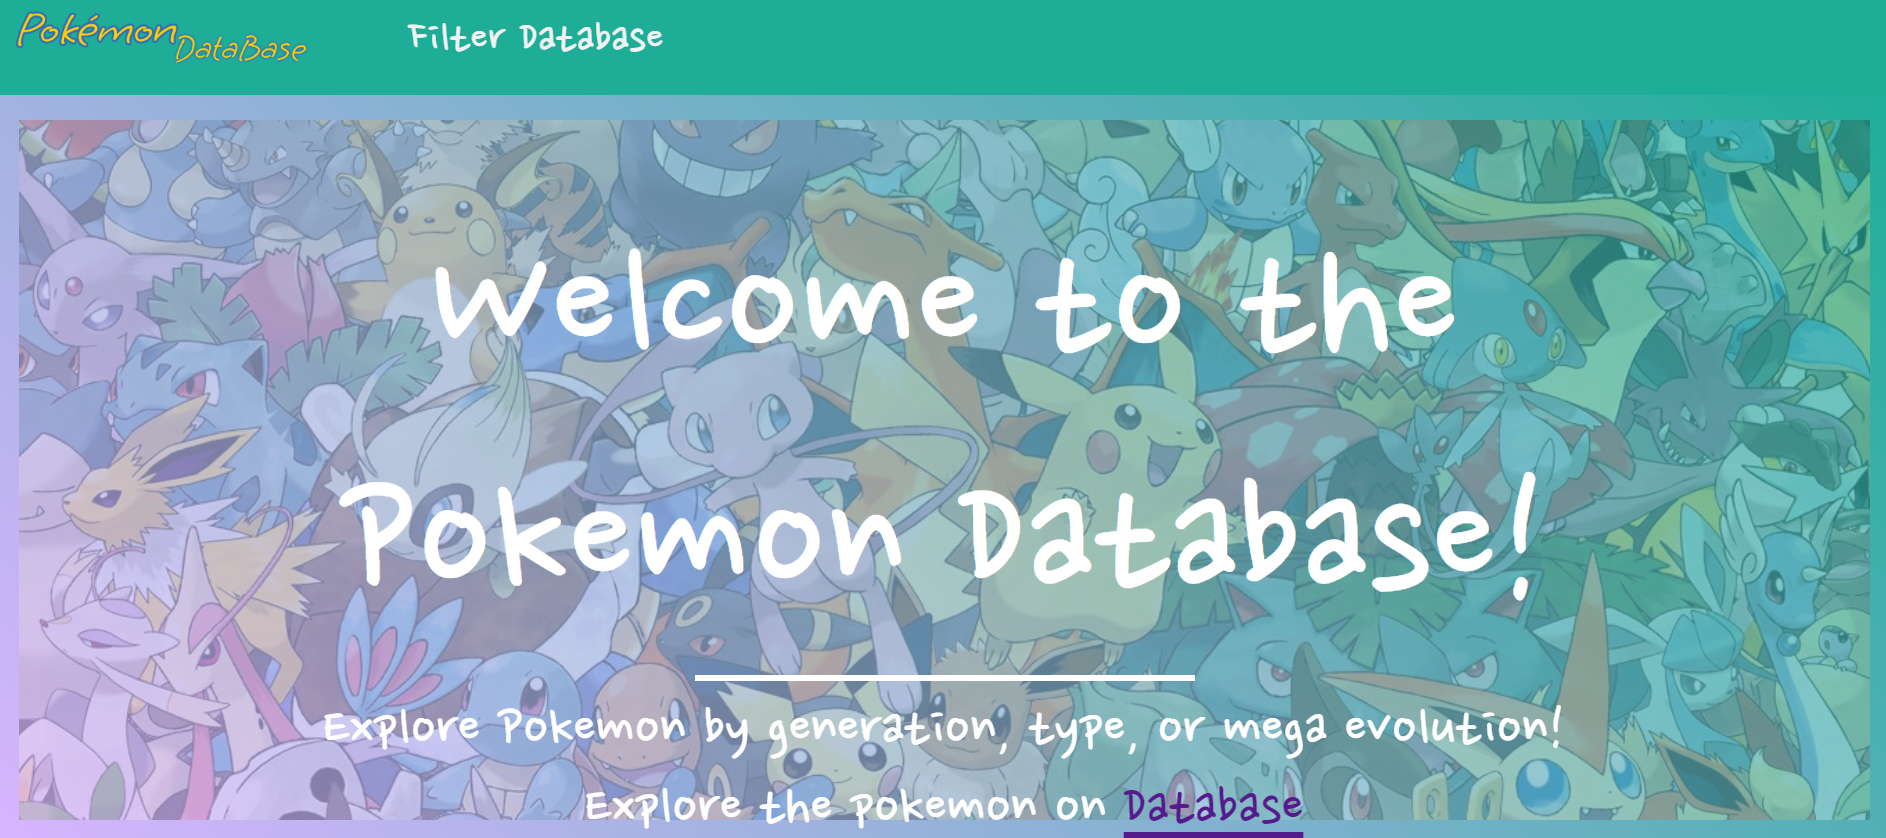 Pokémon DataBase
Filter Database
Welcome to the
Pokemon Database!
Explore Pokemon by generation, type, or mega evolution!
Explore the pokemon on Database